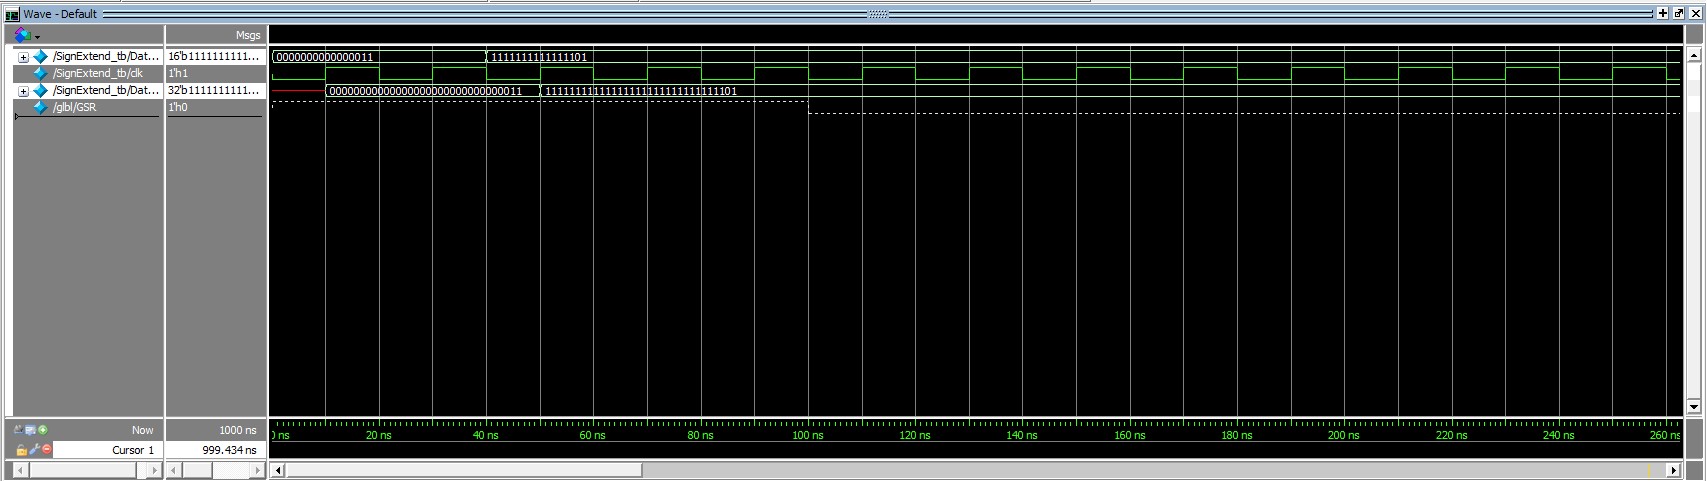 Wave - Default
Msgs
/SignExtend_tb/Dat... 16'b1111111111... 0000000000000011 1111111111111101
/SignExtend_tb/clk 1'h1
/SignExtend_tb/Dat... 32'b1111111111... 00000000000000000000000000000011 11111111111111111111111111111101
/glbl/GSR 1'h0
Now 1000 ns 0 ns 20 ns 40 ns 60 ns 80 ns 100 ns 120 ns 140 ns 160 ns 180 ns 200 ns 220 ns 240 ns 260 ns
Cursor 1 999.434 ns